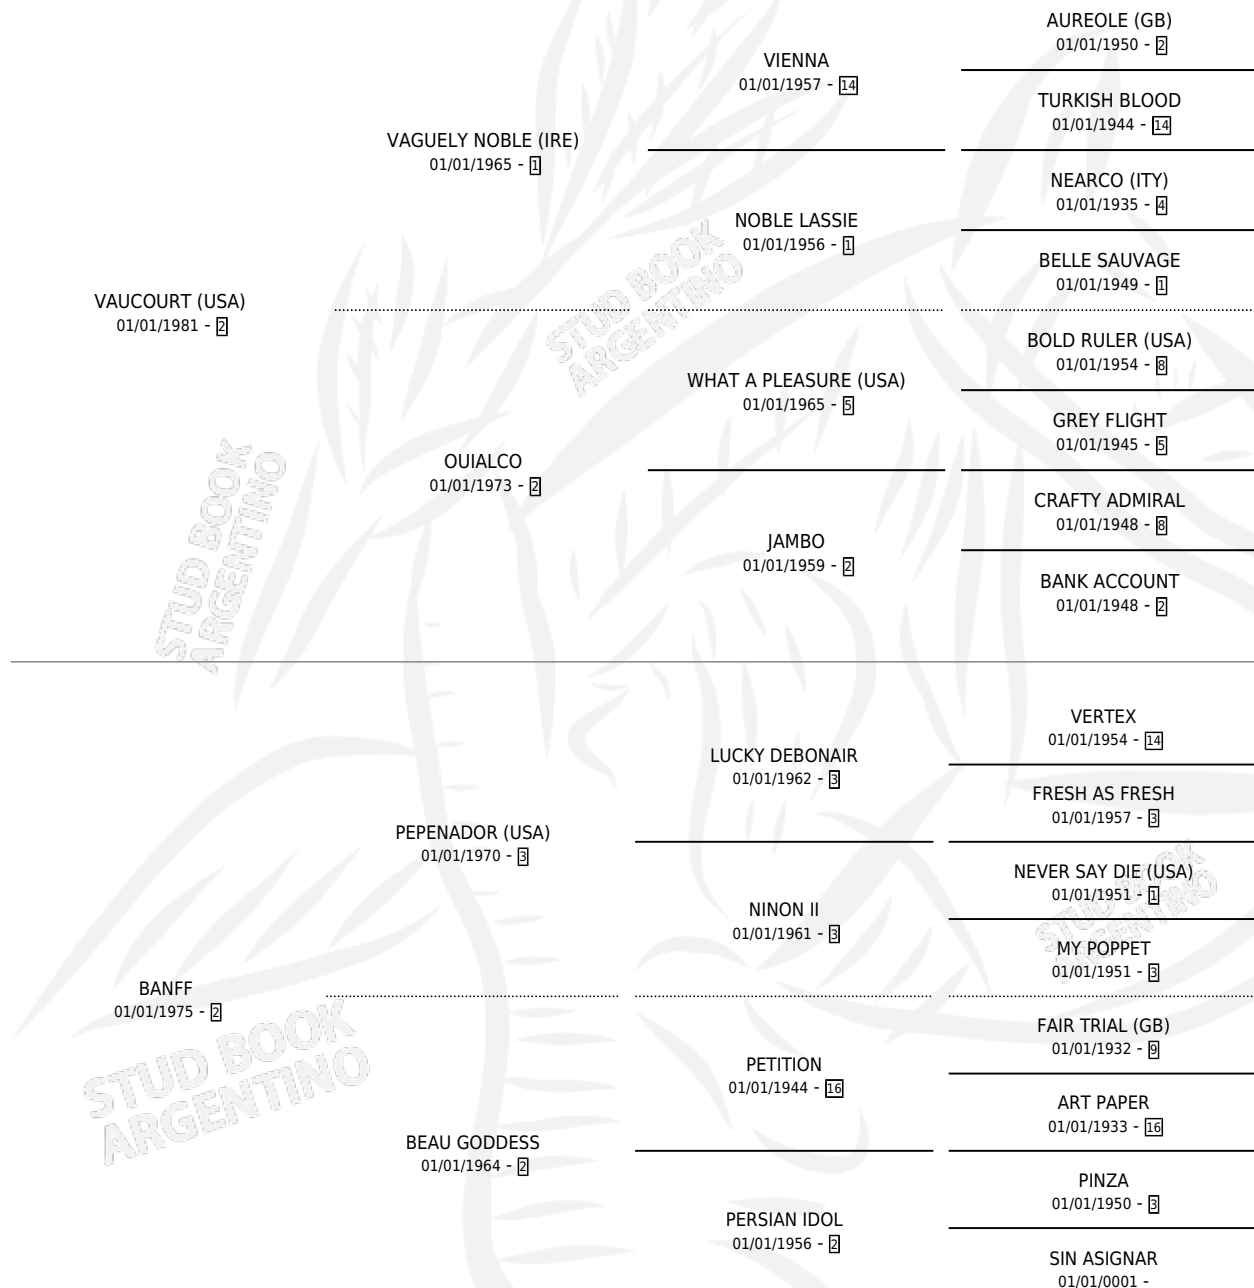 AUREOLE (GB)
01/01/1950 - 2
VIENNA
01/01/1957 - 14
TURKISH BLOOD
01/01/1944 - 14
VAGUELY NOBLE (IRE)
01/01/1965 - 1
NEARCO (ITY)
01/01/1935 - 4
NOBLE LASSIE
01/01/1956 - 1
BELLE SAUVAGE
01/01/1949 - 1
VAUCOURT (USA)
01/01/1981 - 2
BOLD RULER (USA)
01/01/1954 - 8
WHAT A PLEASURE (USA)
01/01/1965 - 5
GREY FLIGHT
01/01/1945 - 5
OUIALCO
01/01/1973 - 2
CRAFTY ADMIRAL
01/01/1948 - 8
JAMBO
01/01/1959 - 2
BANK ACCOUNT
01/01/1948 - 2
VERTEX
01/01/1954 - 14
LUCKY DEBONAIR
01/01/1962 - 3
FRESH AS FRESH
01/01/1957 - 3
PEPENADOR (USA)
01/01/1970 - 3
NEVER SAY DIE (USA)
01/01/1951 - 1
NINON II
01/01/1961 - 3
MY POPPET
01/01/1951 - 3
BANFF
01/01/1975 - 2
FAIR TRIAL (GB)
01/01/1932 - 9
PETITION
01/01/1944 - 16
ART PAPER
01/01/1933 - 16
BEAU GODDESS
01/01/1964 - 2
PINZA
01/01/1950 - 3
PERSIAN IDOL
01/01/1956 - 2
SIN ASIGNAR
01/01/0001 -
STUD BOOK
ARGENTINO
STUD BOOK
ARGENTINO
STUD BOOK
ARGENTINO
STUD BOOK
ARGENTINO